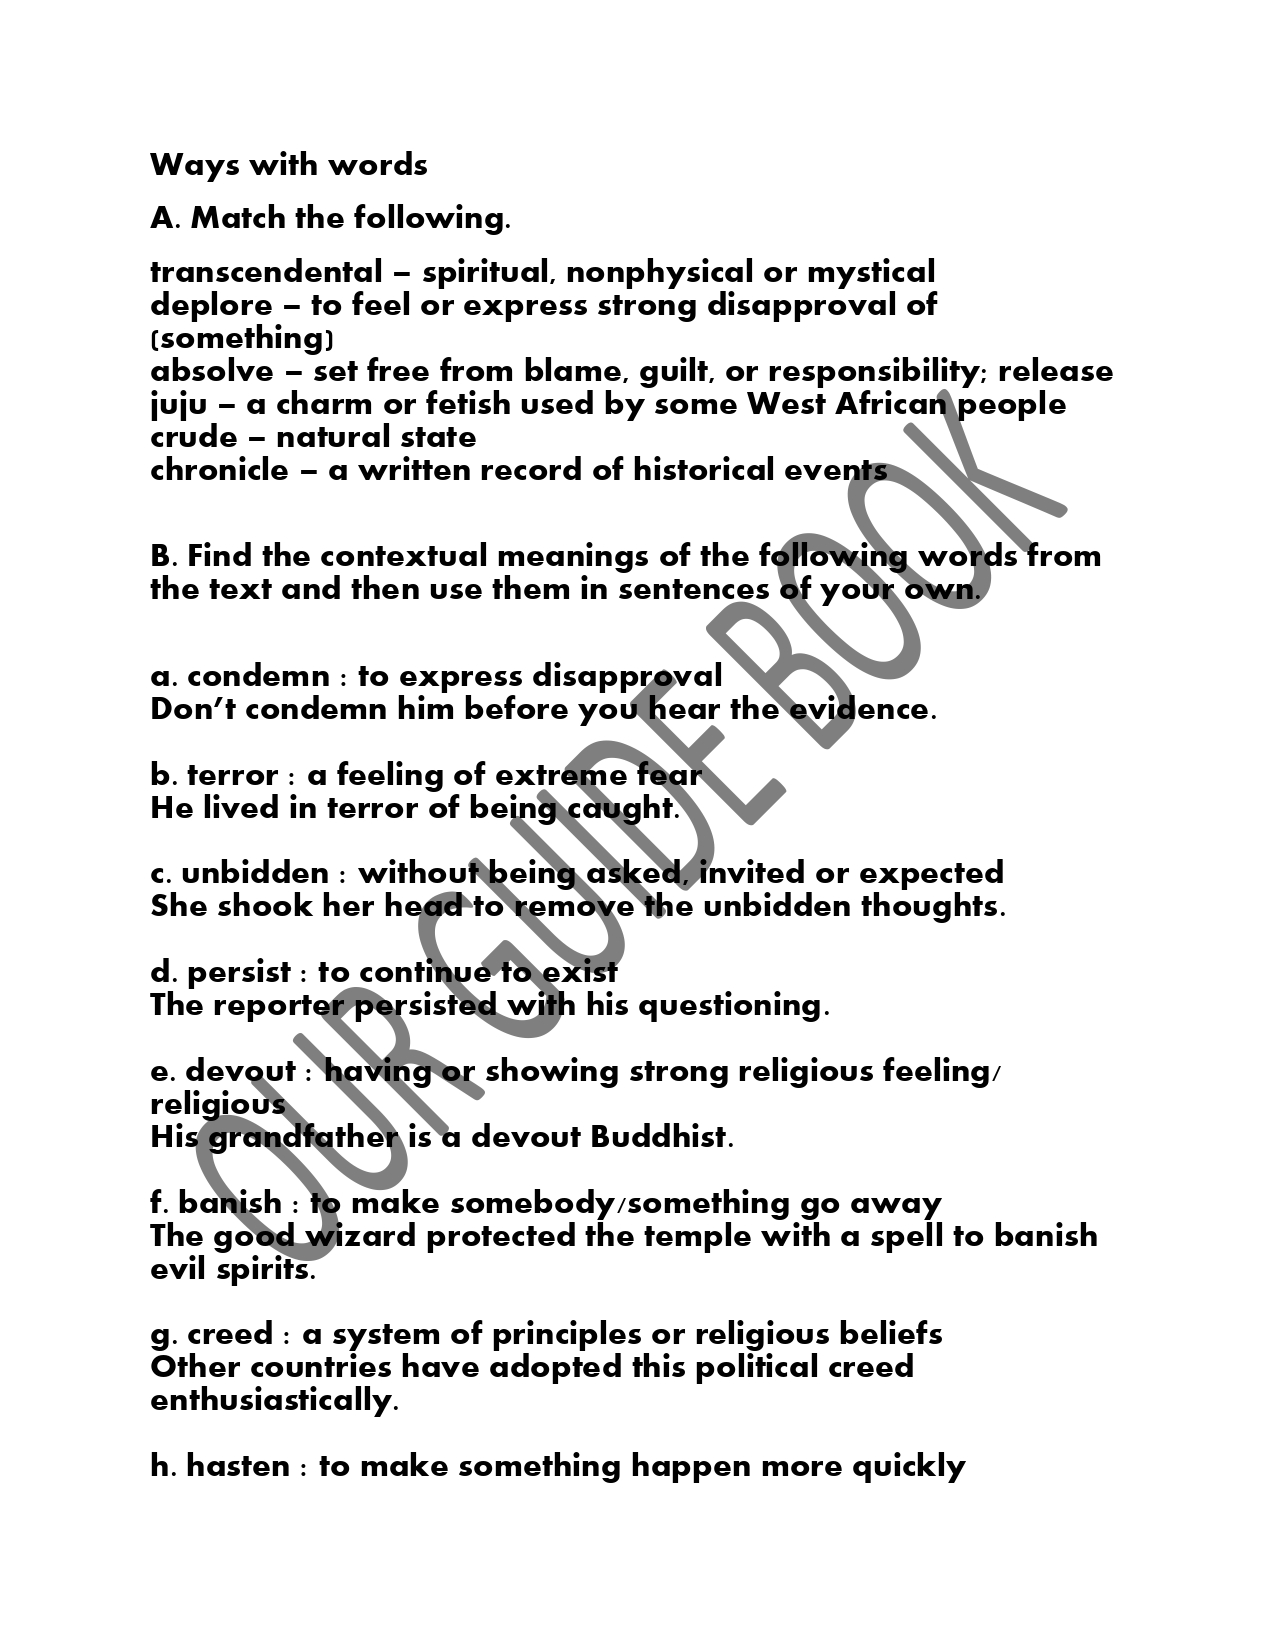 Ways with words
A. Match the following.
transcendental – spiritual, nonphysical or mystical
deplore – to feel or express strong disapproval of
(something)
absolve – set free from blame, guilt, or responsibility; release
juju – a charm or fetish used by some West African people
crude – natural state
chronicle – a written record of historical events
B. Find the contextual meanings of the following words from
the text and then use them in sentences of your own.
a. condemn : to express disapproval
Don’t condemn him before you hear the evidence.
b. terror : a feeling of extreme fear
He lived in terror of being caught.
c. unbidden : without being asked, invited or expected
She shook her head to remove the unbidden thoughts.
d. persist : to continue to exist
The reporter persisted with his questioning.
e. devout : having or showing strong religious feeling/
religious
His grandfather is a devout Buddhist.
f. banish : to make somebody/something go away
The good wizard protected the temple with a spell to banish
evil spirits.
g. creed : a system of principles or religious beliefs
Other countries have adopted this political creed
enthusiastically.
h. hasten : to make something happen more quickly
OUR GUIDE BOOK